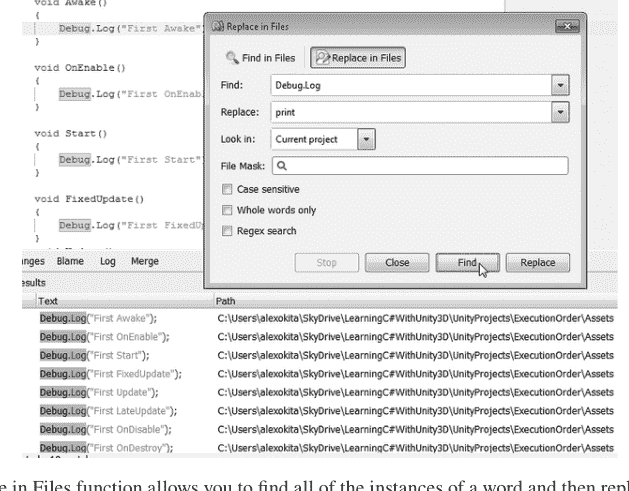 void Awake()
{
Debug.Log("First Awake"
}
void OnEnable()
{
Debug.Log("First OnEnab
}
void Start()
{
Debug.Log("First Start"
}
void FixedUpdate()
{
Debug.Log("First FixedUp
}
Replace in Files
Find in Files Replace in Files
Find: Debug.Log
Replace: print
Look in: Current project
File Mask:
Case sensitive
Whole words only
Regex search
Stop Close Find Replace
anges Blame Log Merge
esults
Text Path
Debug.Log("First Awake"); C:\Users\alexokita\SkyDrive\LearningC#WithUnity3D\UnityProjects\ExecutionOrder\Assets
Debug.Log("First OnEnable"); C:\Users\alexokita\SkyDrive\LearningC#WithUnity3D\UnityProjects\ExecutionOrder\Assets
Debug.Log("First Start"); C:\Users\alexokita\SkyDrive\LearningC#WithUnity3D\UnityProjects\ExecutionOrder\Assets
Debug.Log("First FixedUpdate"); C:\Users\alexokita\SkyDrive\LearningC#WithUnity3D\UnityProjects\ExecutionOrder\Assets
Debug.Log("First Update"); C:\Users\alexokita\SkyDrive\LearningC#WithUnity3D\UnityProjects\ExecutionOrder\Assets
Debug.Log("First LateUpdate"); C:\Users\alexokita\SkyDrive\LearningC#WithUnity3D\UnityProjects\ExecutionOrder\Assets
Debug.Log("First OnDisable"); C:\Users\alexokita\SkyDrive\LearningC#WithUnity3D\UnityProjects\ExecutionOrder\Assets
Debug.Log("First OnDestroy"); C:\Users\alexokita\SkyDrive\LearningC#WithUnity3D\UnityProjects\ExecutionOrder\Assets
e in Files function allows you to find all of the instances of a word and then repl